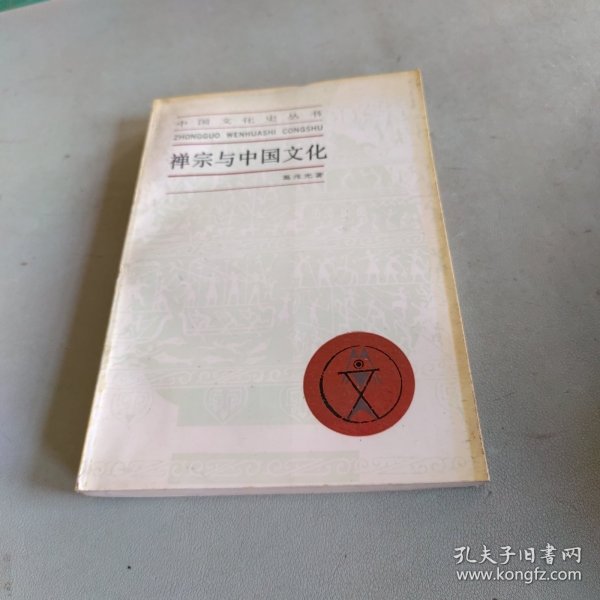 中国文化史丛书
ZHONGGUO WENHUASHI CONGSHU
禅宗与中国文化
葛兆光著
文
孔夫子旧书网
www.kongfz.com